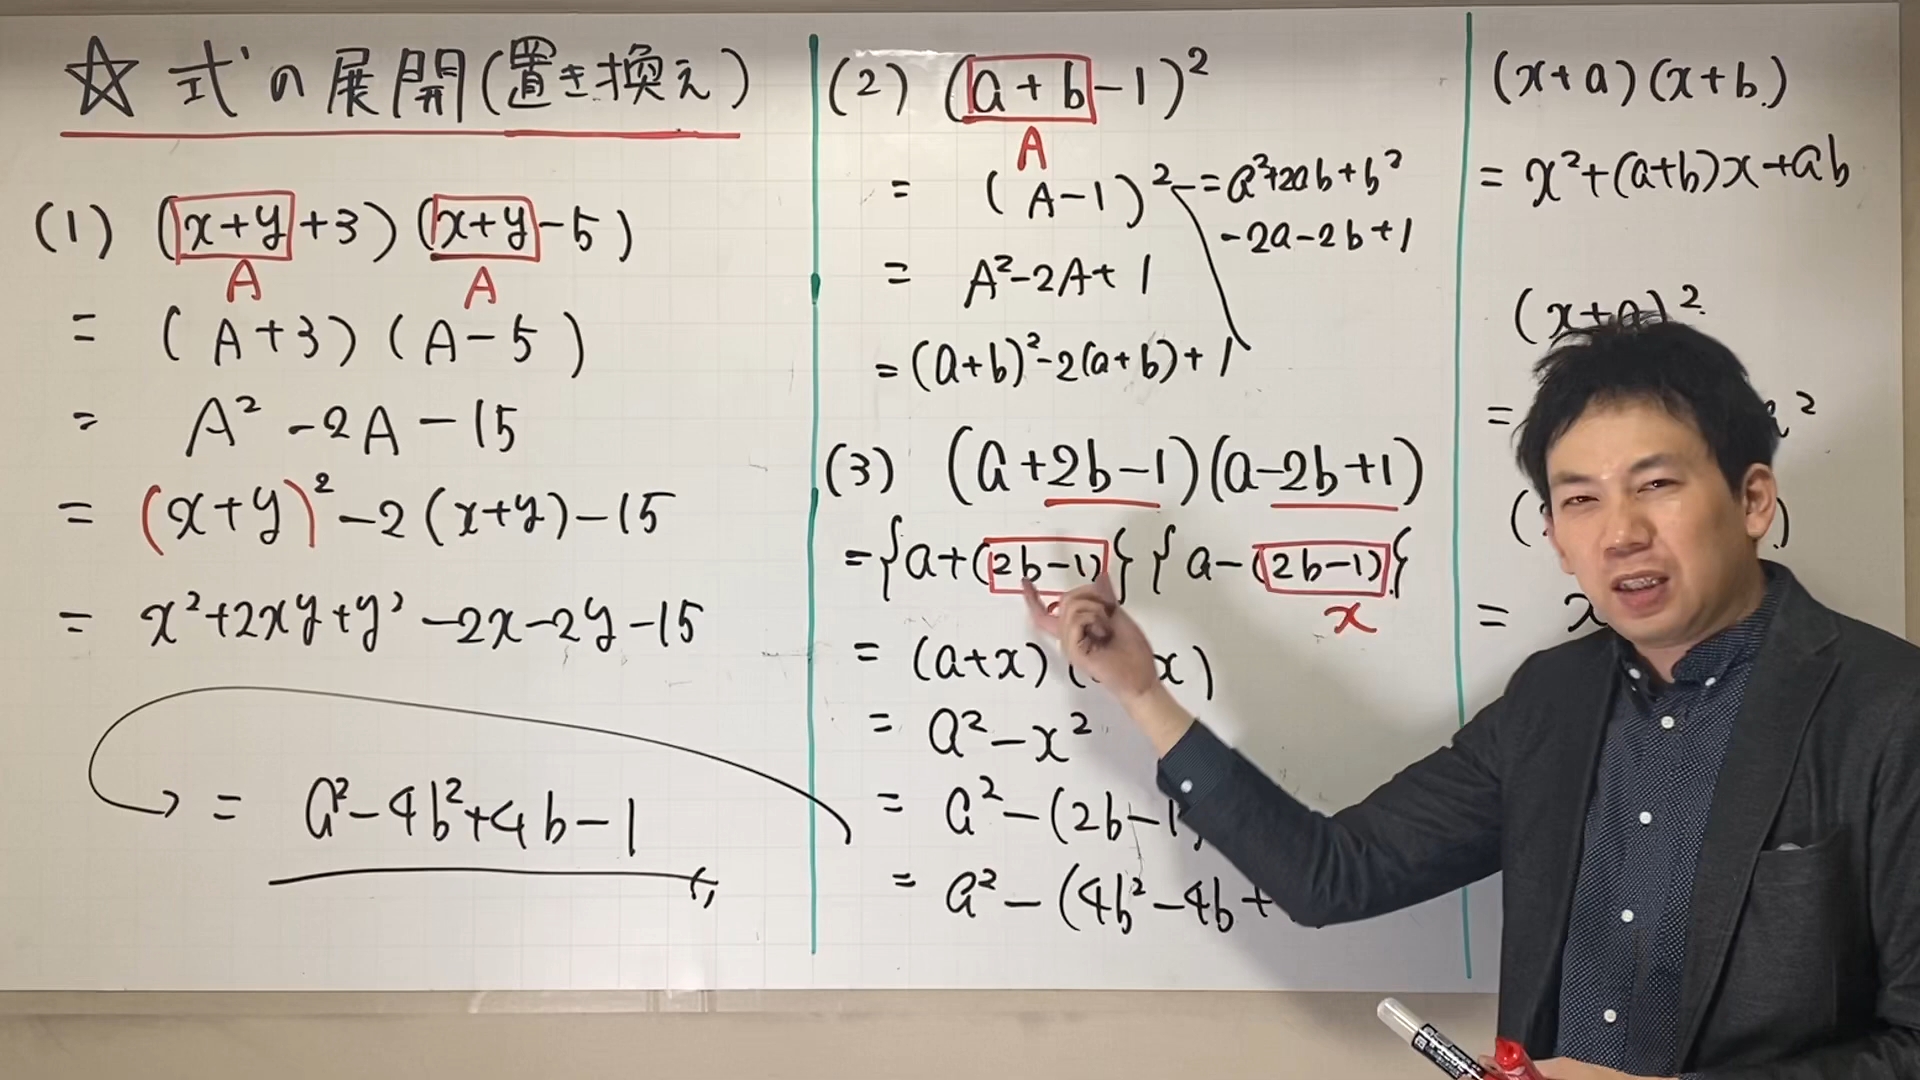 ☆ 式の展開(置き換え)
(1) (x+y+3)(x+y-5)
A A
= (A+3)(A-5)
= A²-2A-15
= (x+y)²-2(x+y)-15
= x²+2xy+y²-2x-2y-15
= a²-4b²+4b-1
(2) (a+b-1)²
A
= (A-1)²
= A²-2A+1
= (a+b)²-2(a+b)+1
= a²+2ab+b²
-2a-2b+1
(3) (a+2b-1)(a-2b+1)
= {a+(2b-1)}{a-(2b-1)}
x
= (a+x)( x)
= a²-x²
= a²-(2b-1
= a²-(4b²-4b+
(x+a)(x+b)
= x²+(a+b)x+ab
(x+a)²
= ²
( )
= x